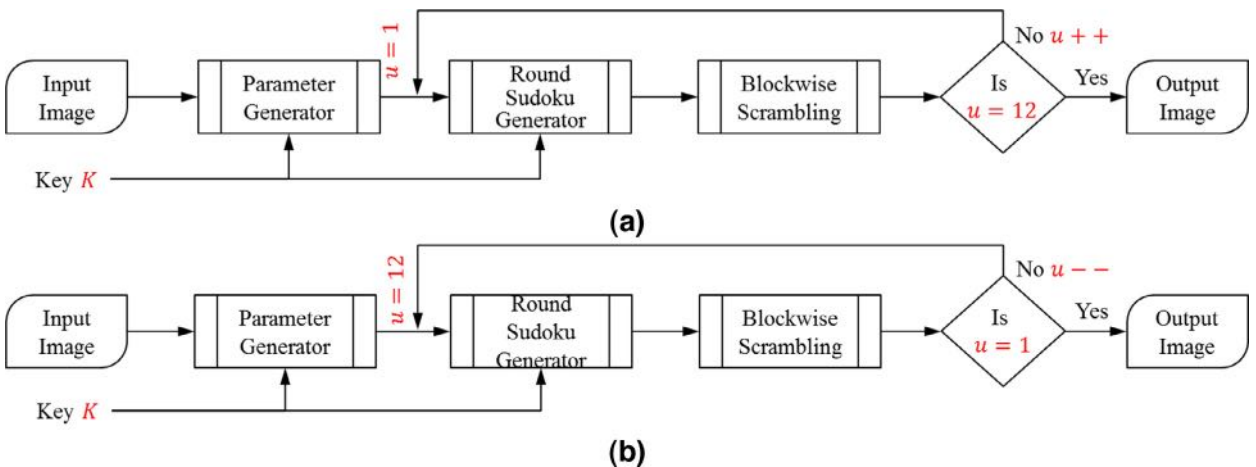 No u + +
u = 1
Input
Image
Parameter
Generator
Round
Sudoku
Generator
Blockwise
Scrambling
Is
u = 12
Yes
Output
Image
Key K
(a)
No u − −
u = 12
Input
Image
Parameter
Generator
Round
Sudoku
Generator
Blockwise
Scrambling
Is
u = 1
Yes
Output
Image
Key K
(b)